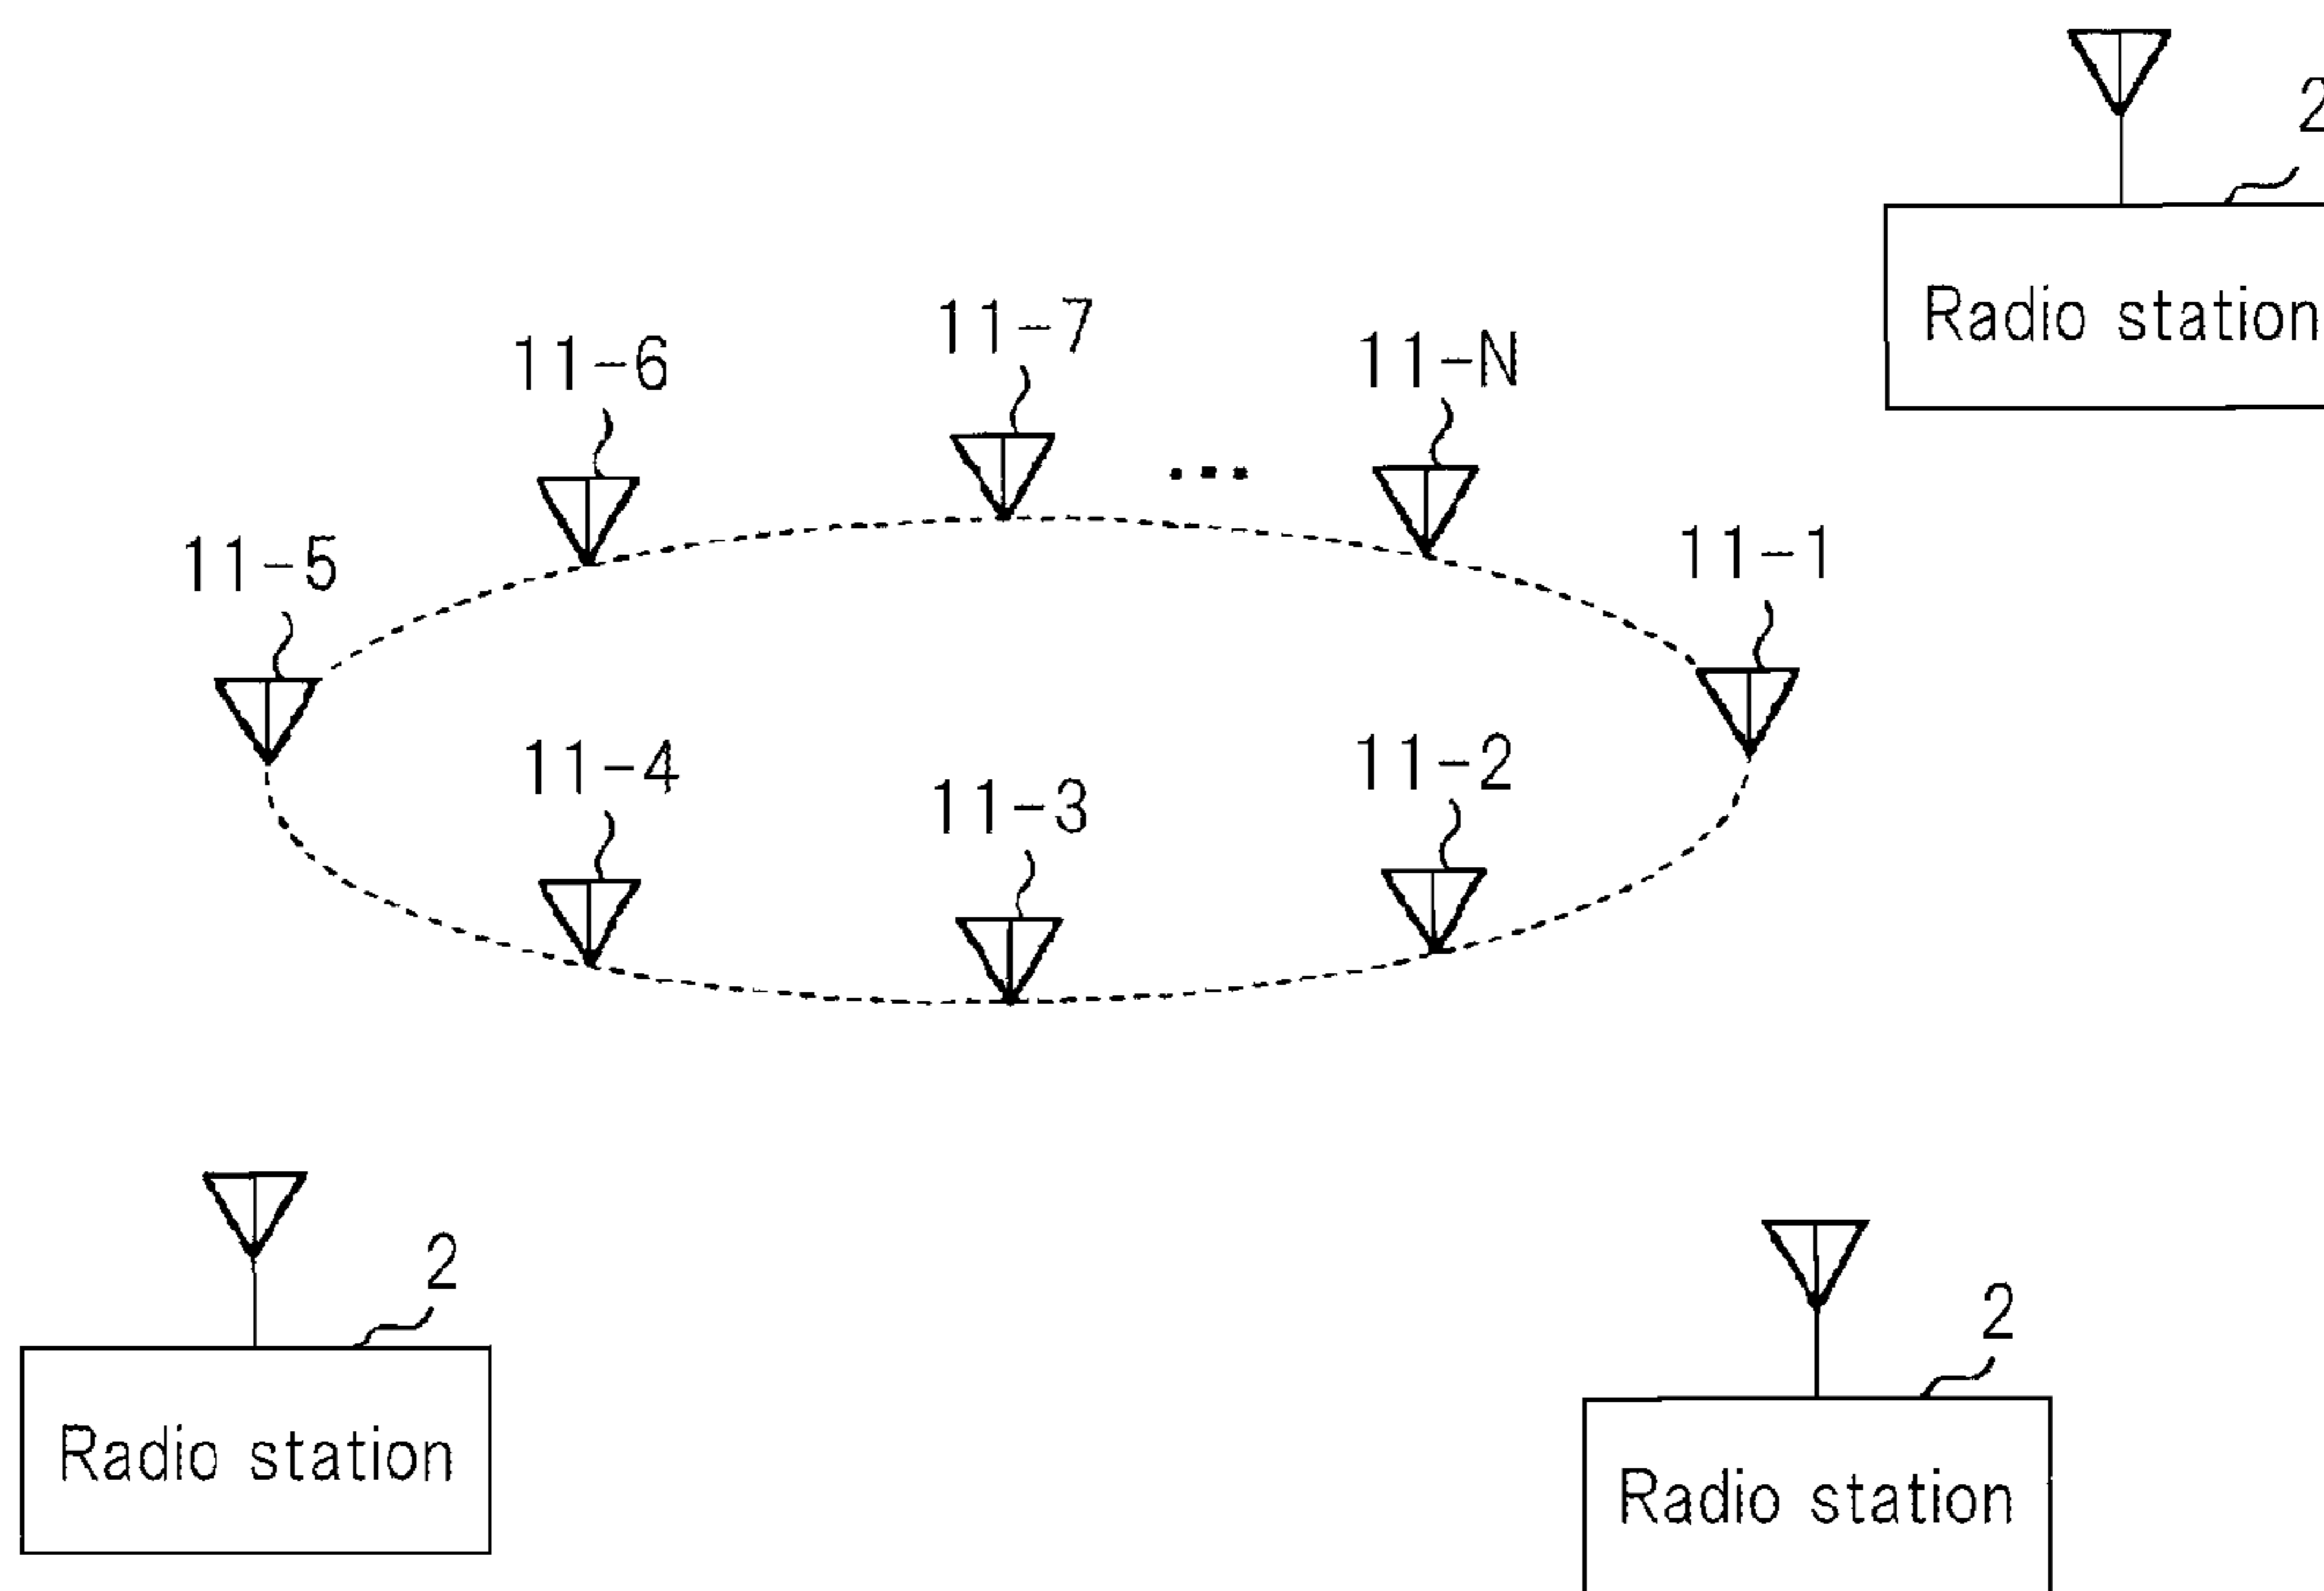 2
Radio station
11-7
11-6
11-N
11-5
11-1
11-4
11-2
11-3
2
Radio station
2
Radio station